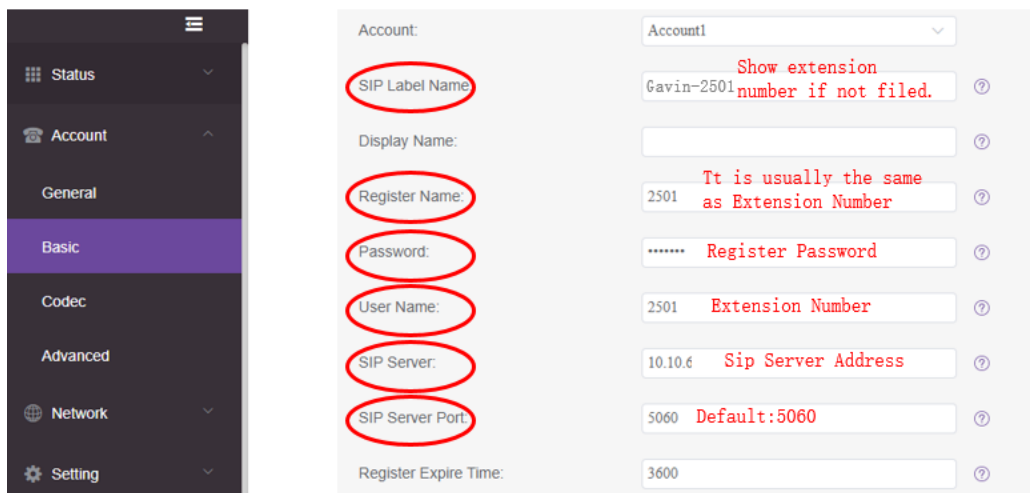 Status
Account
General
Basic
Codec
Advanced
Network
Setting
Account: Account1
SIP Label Name: Gavin-2501 Show extension
number if not filed.
Display Name:
Register Name: 2501 Tt is usually the same
as Extension Number
Password: ••••••• Register Password
User Name: 2501 Extension Number
SIP Server: 10.10.6 Sip Server Address
SIP Server Port: 5060 Default:5060
Register Expire Time: 3600